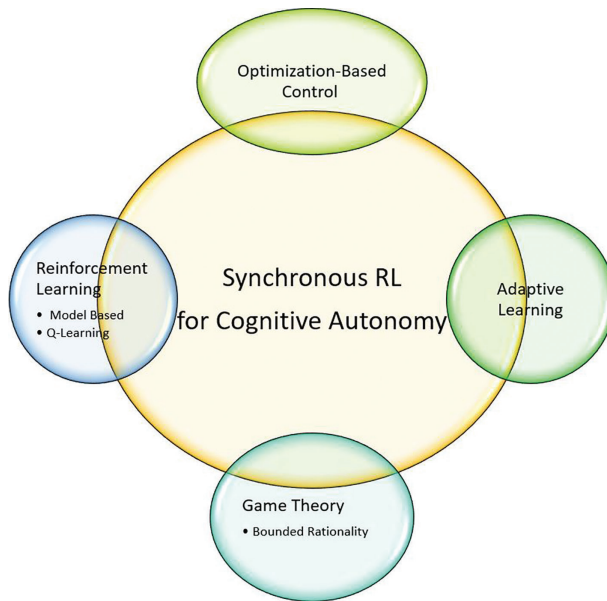 Optimization-Based
Control
Reinforcement
Learning
• Model Based
• Q-Learning
Synchronous RL
for Cognitive Autonomy
Adaptive
Learning
Game Theory
• Bounded Rationality